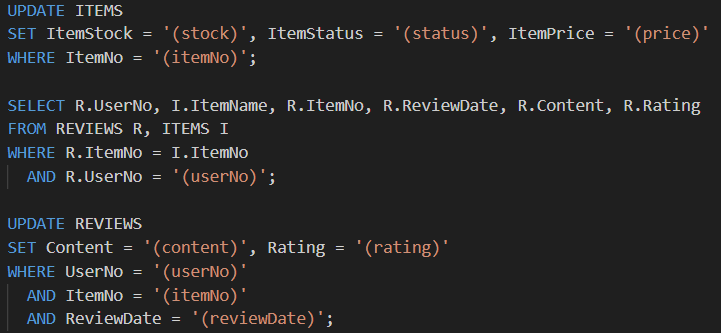 UPDATE ITEMS
SET ItemStock = '(stock)', ItemStatus = '(status)', ItemPrice = '(price)'
WHERE ItemNo = '(itemNo)';

SELECT R.UserNo, I.ItemName, R.ItemNo, R.ReviewDate, R.Content, R.Rating
FROM REVIEWS R, ITEMS I
WHERE R.ItemNo = I.ItemNo
  AND R.UserNo = '(userNo)';

UPDATE REVIEWS
SET Content = '(content)', Rating = '(rating)'
WHERE UserNo = '(userNo)'
  AND ItemNo = '(itemNo)'
  AND ReviewDate = '(reviewDate)';